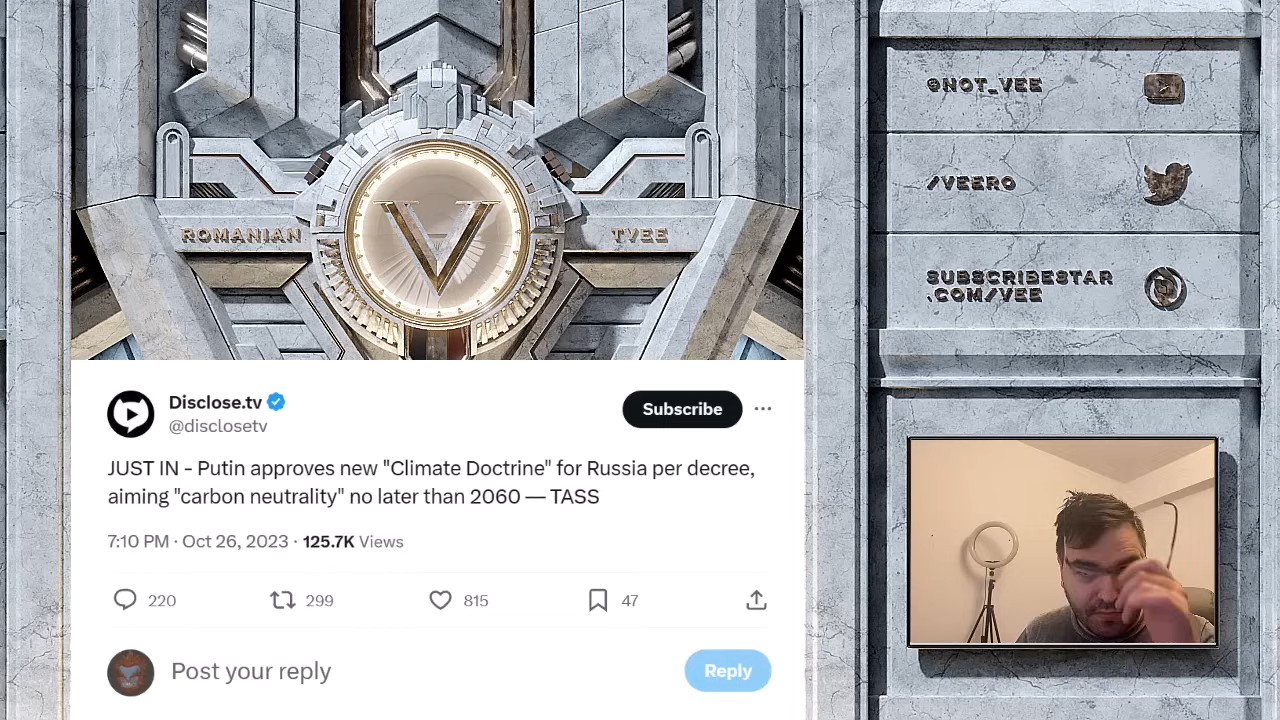 ROMANIAN
TVEE
@NOT_VEE
/VEERO
SUBSCRIBESTAR
.COM/VEE
Disclose.tv
@disclosetv
Subscribe
JUST IN - Putin approves new "Climate Doctrine" for Russia per decree,
aiming "carbon neutrality" no later than 2060 — TASS
7:10 PM · Oct 26, 2023 · 125.7K Views
220 299 815 47
Post your reply
Reply